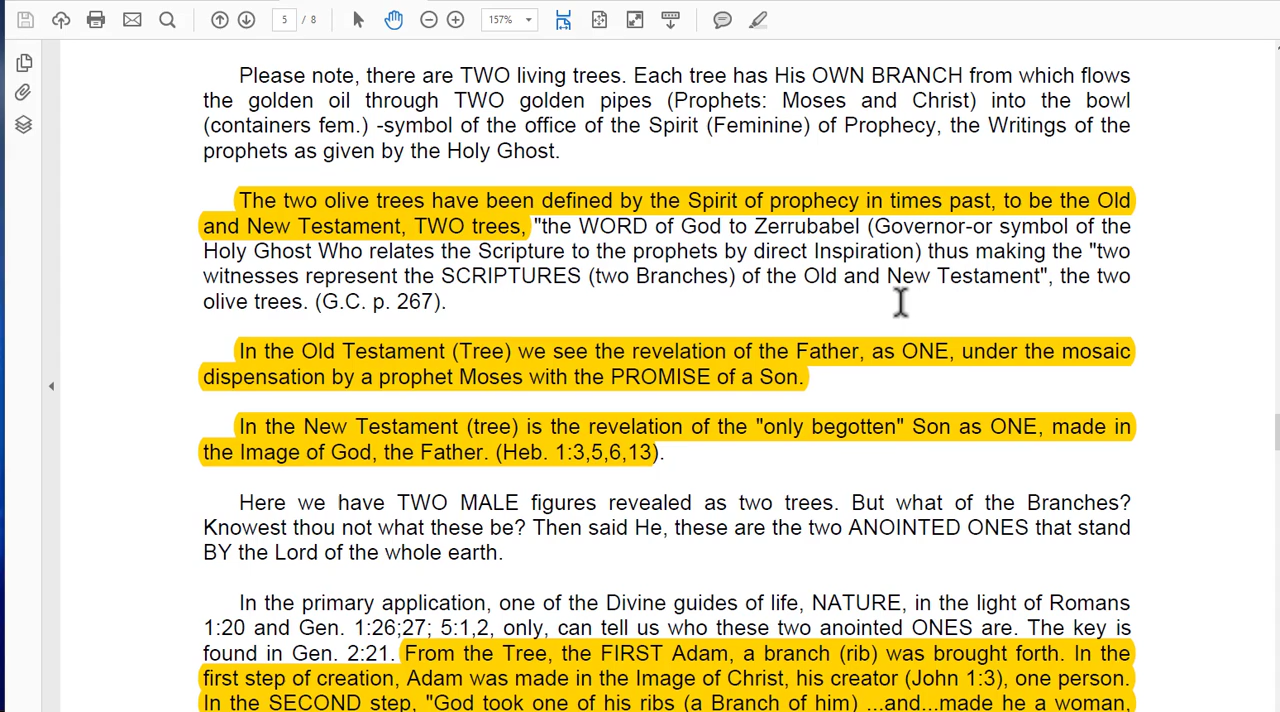 5 / 8
157%
Please note, there are TWO living trees. Each tree has His OWN BRANCH from which flows
the golden oil through TWO golden pipes (Prophets: Moses and Christ) into the bowl
(containers fem.) -symbol of the office of the Spirit (Feminine) of Prophecy, the Writings of the
prophets as given by the Holy Ghost.
The two olive trees have been defined by the Spirit of prophecy in times past, to be the Old
and New Testament, TWO trees, "the WORD of God to Zerrubabel (Governor-or symbol of the
Holy Ghost Who relates the Scripture to the prophets by direct Inspiration) thus making the "two
witnesses represent the SCRIPTURES (two Branches) of the Old and New Testament", the two
olive trees. (G.C. p. 267).
In the Old Testament (Tree) we see the revelation of the Father, as ONE, under the mosaic
dispensation by a prophet Moses with the PROMISE of a Son.
In the New Testament (tree) is the revelation of the "only begotten" Son as ONE, made in
the Image of God, the Father. (Heb. 1:3,5,6,13).
Here we have TWO MALE figures revealed as two trees. But what of the Branches?
Knowest thou not what these be? Then said He, these are the two ANOINTED ONES that stand
BY the Lord of the whole earth.
In the primary application, one of the Divine guides of life, NATURE, in the light of Romans
1:20 and Gen. 1:26;27; 5:1,2, only, can tell us who these two anointed ONES are. The key is
found in Gen. 2:21. From the Tree, the FIRST Adam, a branch (rib) was brought forth. In the
first step of creation, Adam was made in the Image of Christ, his creator (John 1:3), one person.
In the SECOND step, "God took one of his ribs (a Branch of him) ...and...made he a woman,